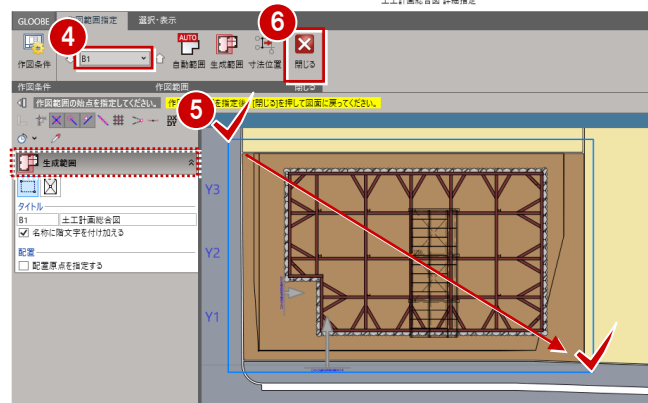 土工計画総合図 詳細指定
GLOOBE 作図範囲指定 選択・表示
4
6
B1
作図条件 自動範囲 生成範囲 寸法位置 閉じる
AUTO
作図条件 作図範囲 閉じる
作図範囲の始点を指定してください。 を指定後、[閉じる]を押して図面に戻ってください。
5
生成範囲
タイトル
B1 土工計画総合図
名称に階文字を付け加える
配置
配置原点を指定する
Y3
Y2
Y1